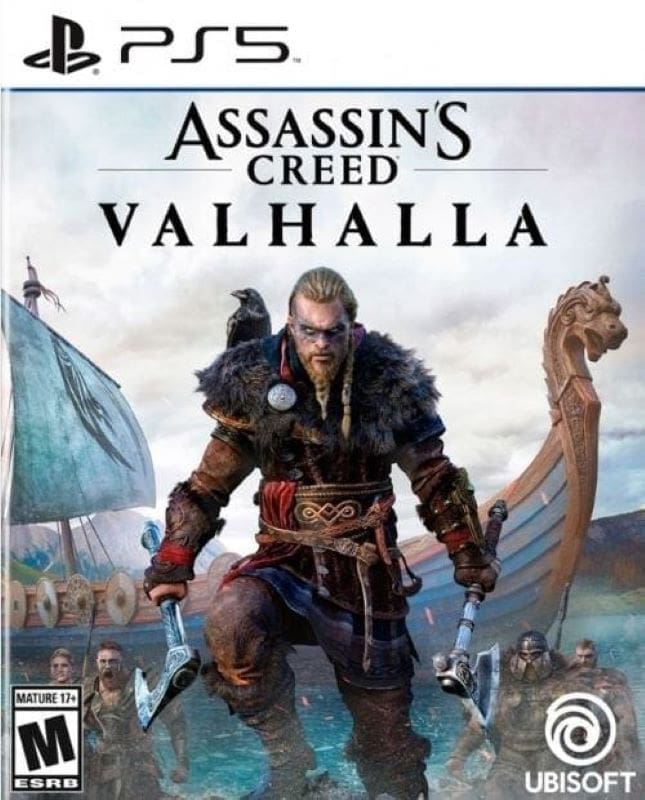 PS5
ASSASSIN'S
CREED
VALHALLA
MATURE 17+
M
ESRB
UBISOFT